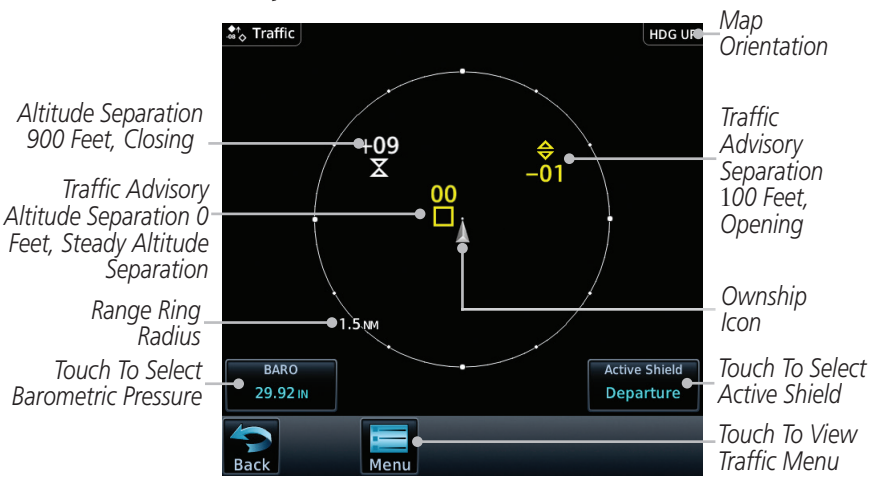 Traffic
HDG UP
Map
Orientation
Altitude Separation
900 Feet, Closing
+09
Traffic
Advisory
Separation
100 Feet,
Opening
-01
Traffic Advisory
Altitude Separation 0
Feet, Steady Altitude
Separation
00
Range Ring
Radius
1.5 NM
Ownship
Icon
Touch To Select
Barometric Pressure
BARO
29.92 IN
Active Shield
Departure
Touch To Select
Active Shield
Back
Menu
Touch To View
Traffic Menu